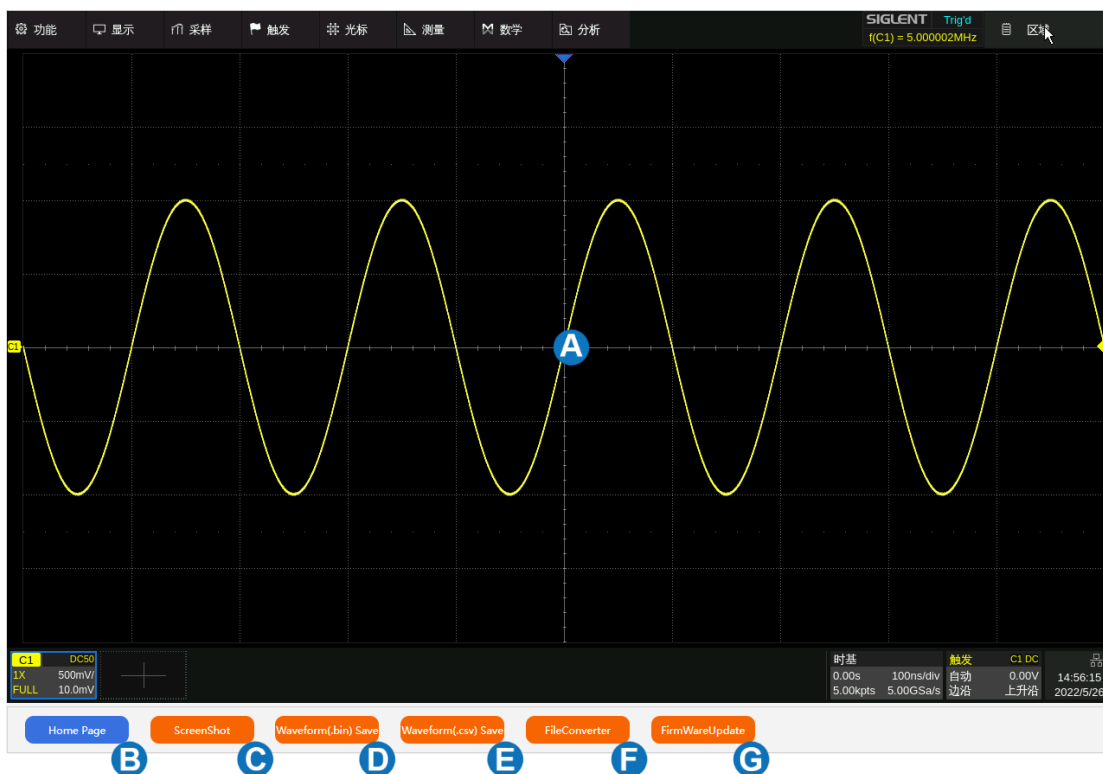 功能 显示 采样 触发 光标 测量 数学 分析 SIGLENT Trig'd
f(C1) = 5.000002MHz 区域
A
C1
C1 DC50
1X 500mV/
FULL 10.0mV
时基
0.00s 100ns/div
5.00kpts 5.00GSa/s
触发 C1 DC
自动 0.00V
边沿 上升沿
14:56:15
2022/5/26
Home Page ScreenShot Waveform(.bin) Save Waveform(.csv) Save FileConverter FirmWareUpdate
B C D E F G